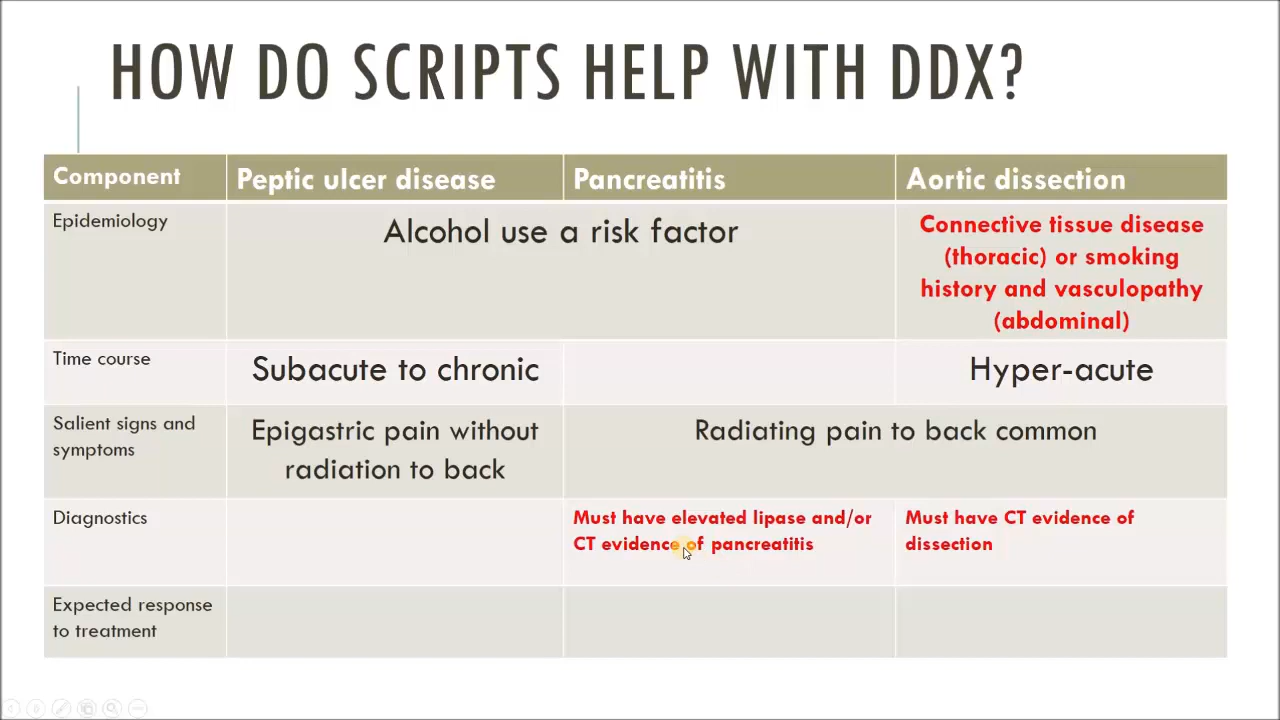 HOW DO SCRIPTS HELP WITH DDX?
Component
Peptic ulcer disease
Pancreatitis
Aortic dissection
Epidemiology
Alcohol use a risk factor
Connective tissue disease
(thoracic) or smoking
history and vasculopathy
(abdominal)
Time course
Subacute to chronic
Hyper-acute
Salient signs and
symptoms
Epigastric pain without
radiation to back
Radiating pain to back common
Diagnostics
Must have elevated lipase and/or
CT evidence of pancreatitis
Must have CT evidence of
dissection
Expected response
to treatment